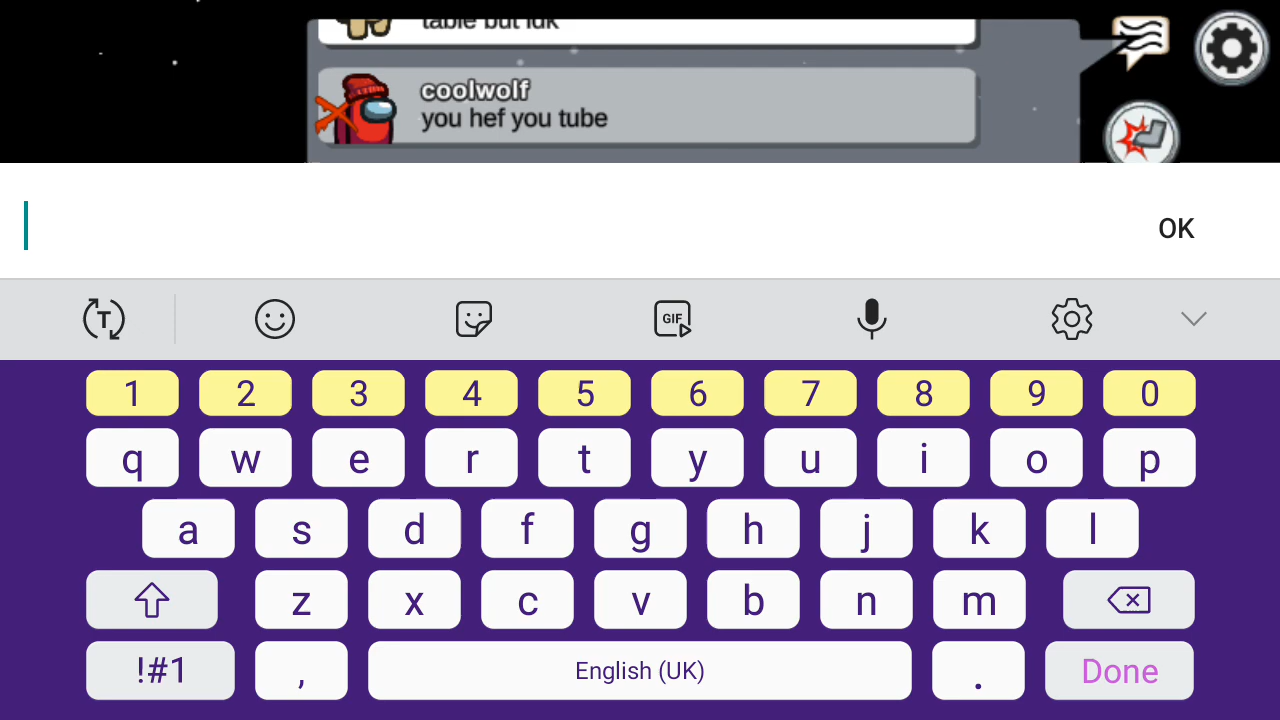 table but idk
coolwolf
you hef you tube
OK
T
GIF
1 2 3 4 5 6 7 8 9 0
q w e r t y u i o p
a s d f g h j k l
z x c v b n m
!#1 , English (UK) . Done